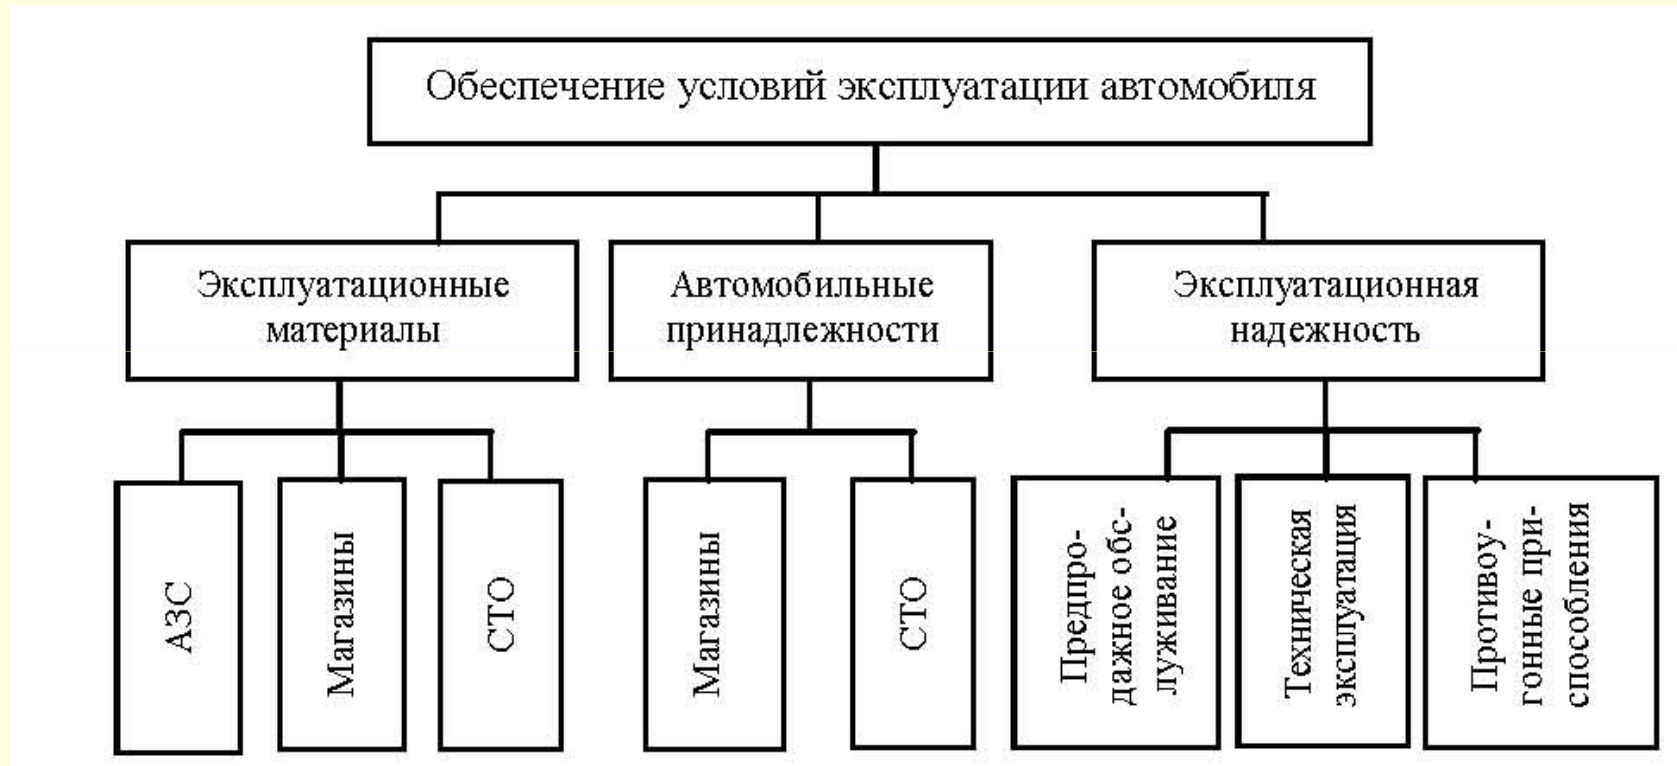 Обеспечение условий эксплуатации автомобиля
Эксплуатационные
материалы
Автомобильные
принадлежности
Эксплуатационная
надежность
АЗС
Магазины
СТО
Магазины
СТО
Предпро-
дажное обс-
луживание
Техническая
эксплуатация
Противоу-
гонные при-
способления